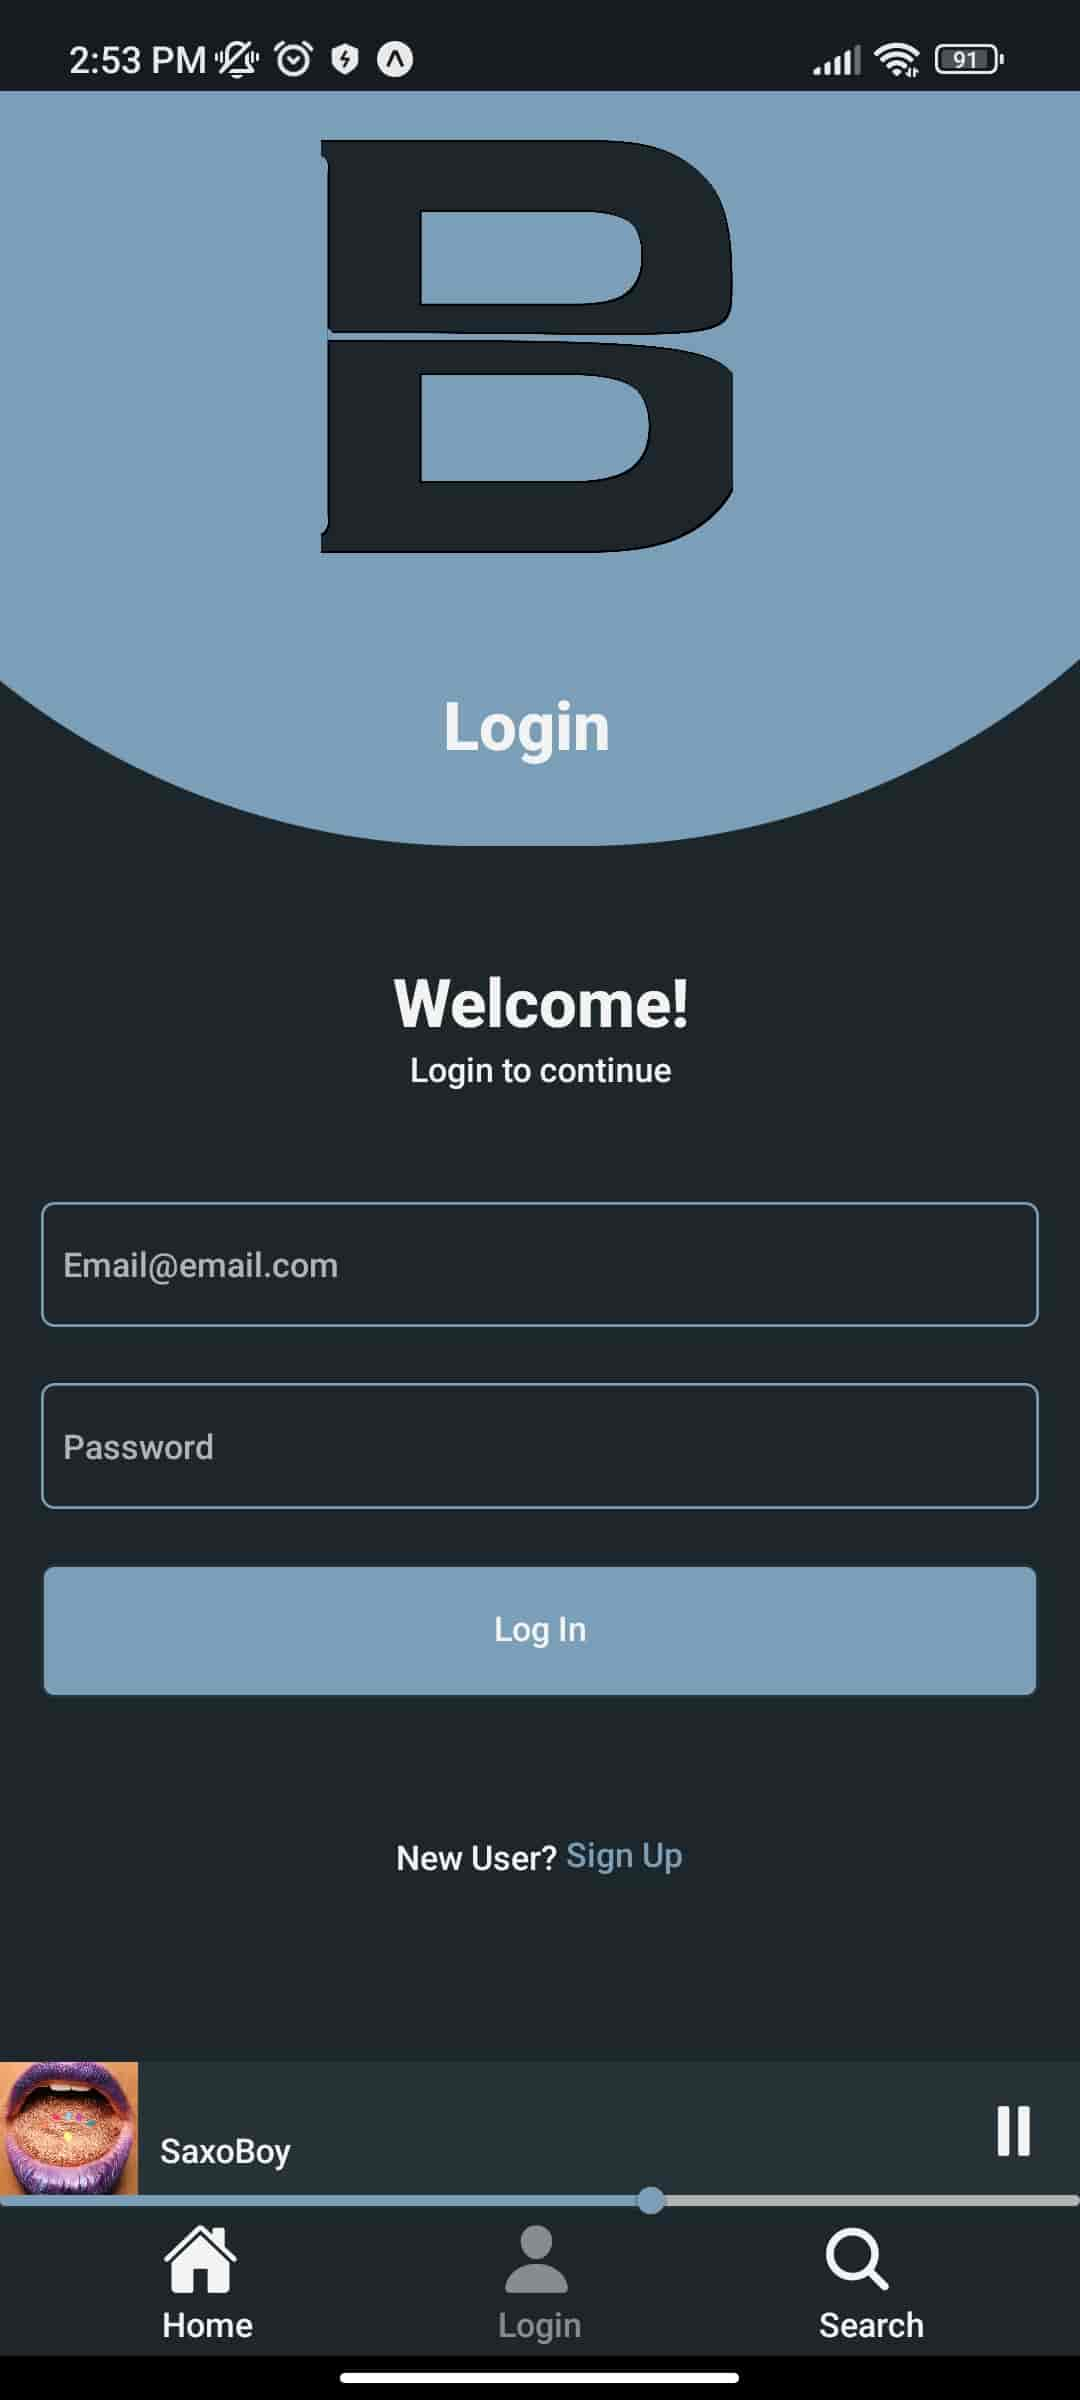 2:53 PM
91
B
Login
Welcome!
Login to continue
Email@email.com
Password
Log In
New User? Sign Up
SaxoBoy
Home
Login
Search